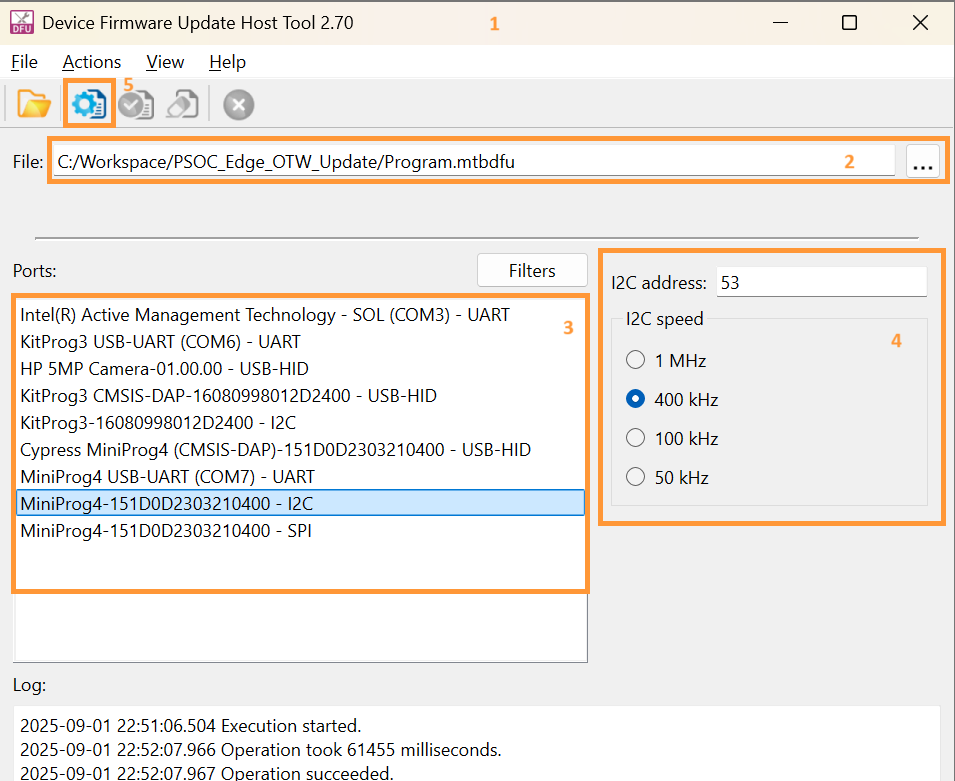 DFU Device Firmware Update Host Tool 2.70 1
File Actions View Help
5
File: C:/Workspace/PSOC_Edge_OTW_Update/Program.mtbdfu 2 ...
Ports: Filters
Intel(R) Active Management Technology - SOL (COM3) - UART
3
KitProg3 USB-UART (COM6) - UART
HP 5MP Camera-01.00.00 - USB-HID
KitProg3 CMSIS-DAP-16080998012D2400 - USB-HID
KitProg3-16080998012D2400 - I2C
Cypress MiniProg4 (CMSIS-DAP)-151D0D2303210400 - USB-HID
MiniProg4 USB-UART (COM7) - UART
MiniProg4-151D0D2303210400 - I2C
MiniProg4-151D0D2303210400 - SPI
I2C address: 53
I2C speed
4
1 MHz
400 kHz
100 kHz
50 kHz
Log:
2025-09-01 22:51:06.504 Execution started.
2025-09-01 22:52:07.966 Operation took 61455 milliseconds.
2025-09-01 22:52:07.967 Operation succeeded.